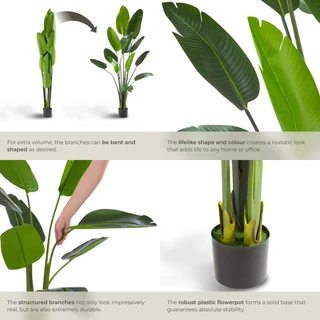 For extra volume, the branches can be bent and
shaped as desired.
The lifelike shape and colour creates a realistic look
that adds life to any home or office.
The structured branches not only look impressively
real, but are also extremely durable.
The robust plastic flowerpot forms a solid base that
guarantees absolute stability.